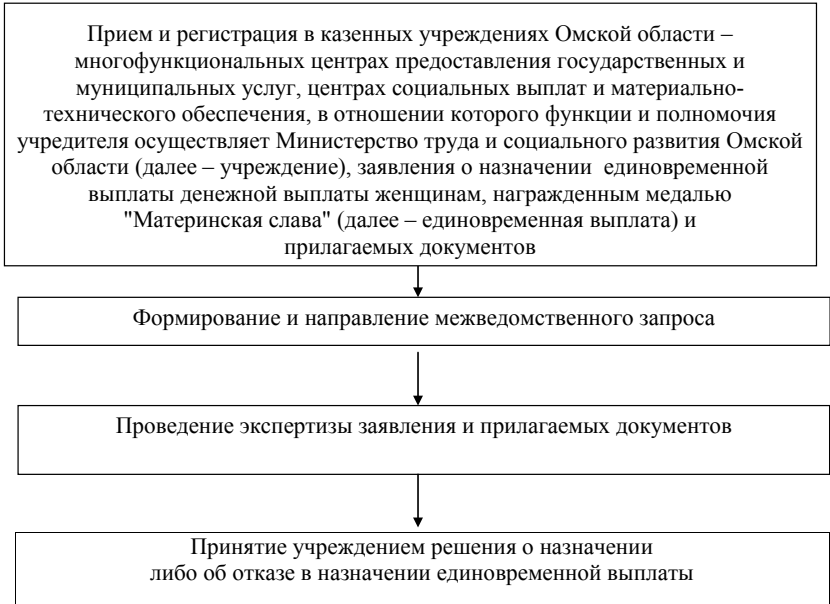 Прием и регистрация в казенных учреждениях Омской области –
многофункциональных центрах предоставления государственных и
муниципальных услуг, центрах социальных выплат и материально-
технического обеспечения, в отношении которого функции и полномочия
учредителя осуществляет Министерство труда и социального развития Омской
области (далее – учреждение), заявления о назначении  единовременной
выплаты денежной выплаты женщинам, награжденным медалью
"Материнская слава" (далее – единовременная выплата) и
прилагаемых документов
Формирование и направление межведомственного запроса
Проведение экспертизы заявления и прилагаемых документов
Принятие учреждением решения о назначении
либо об отказе в назначении единовременной выплаты